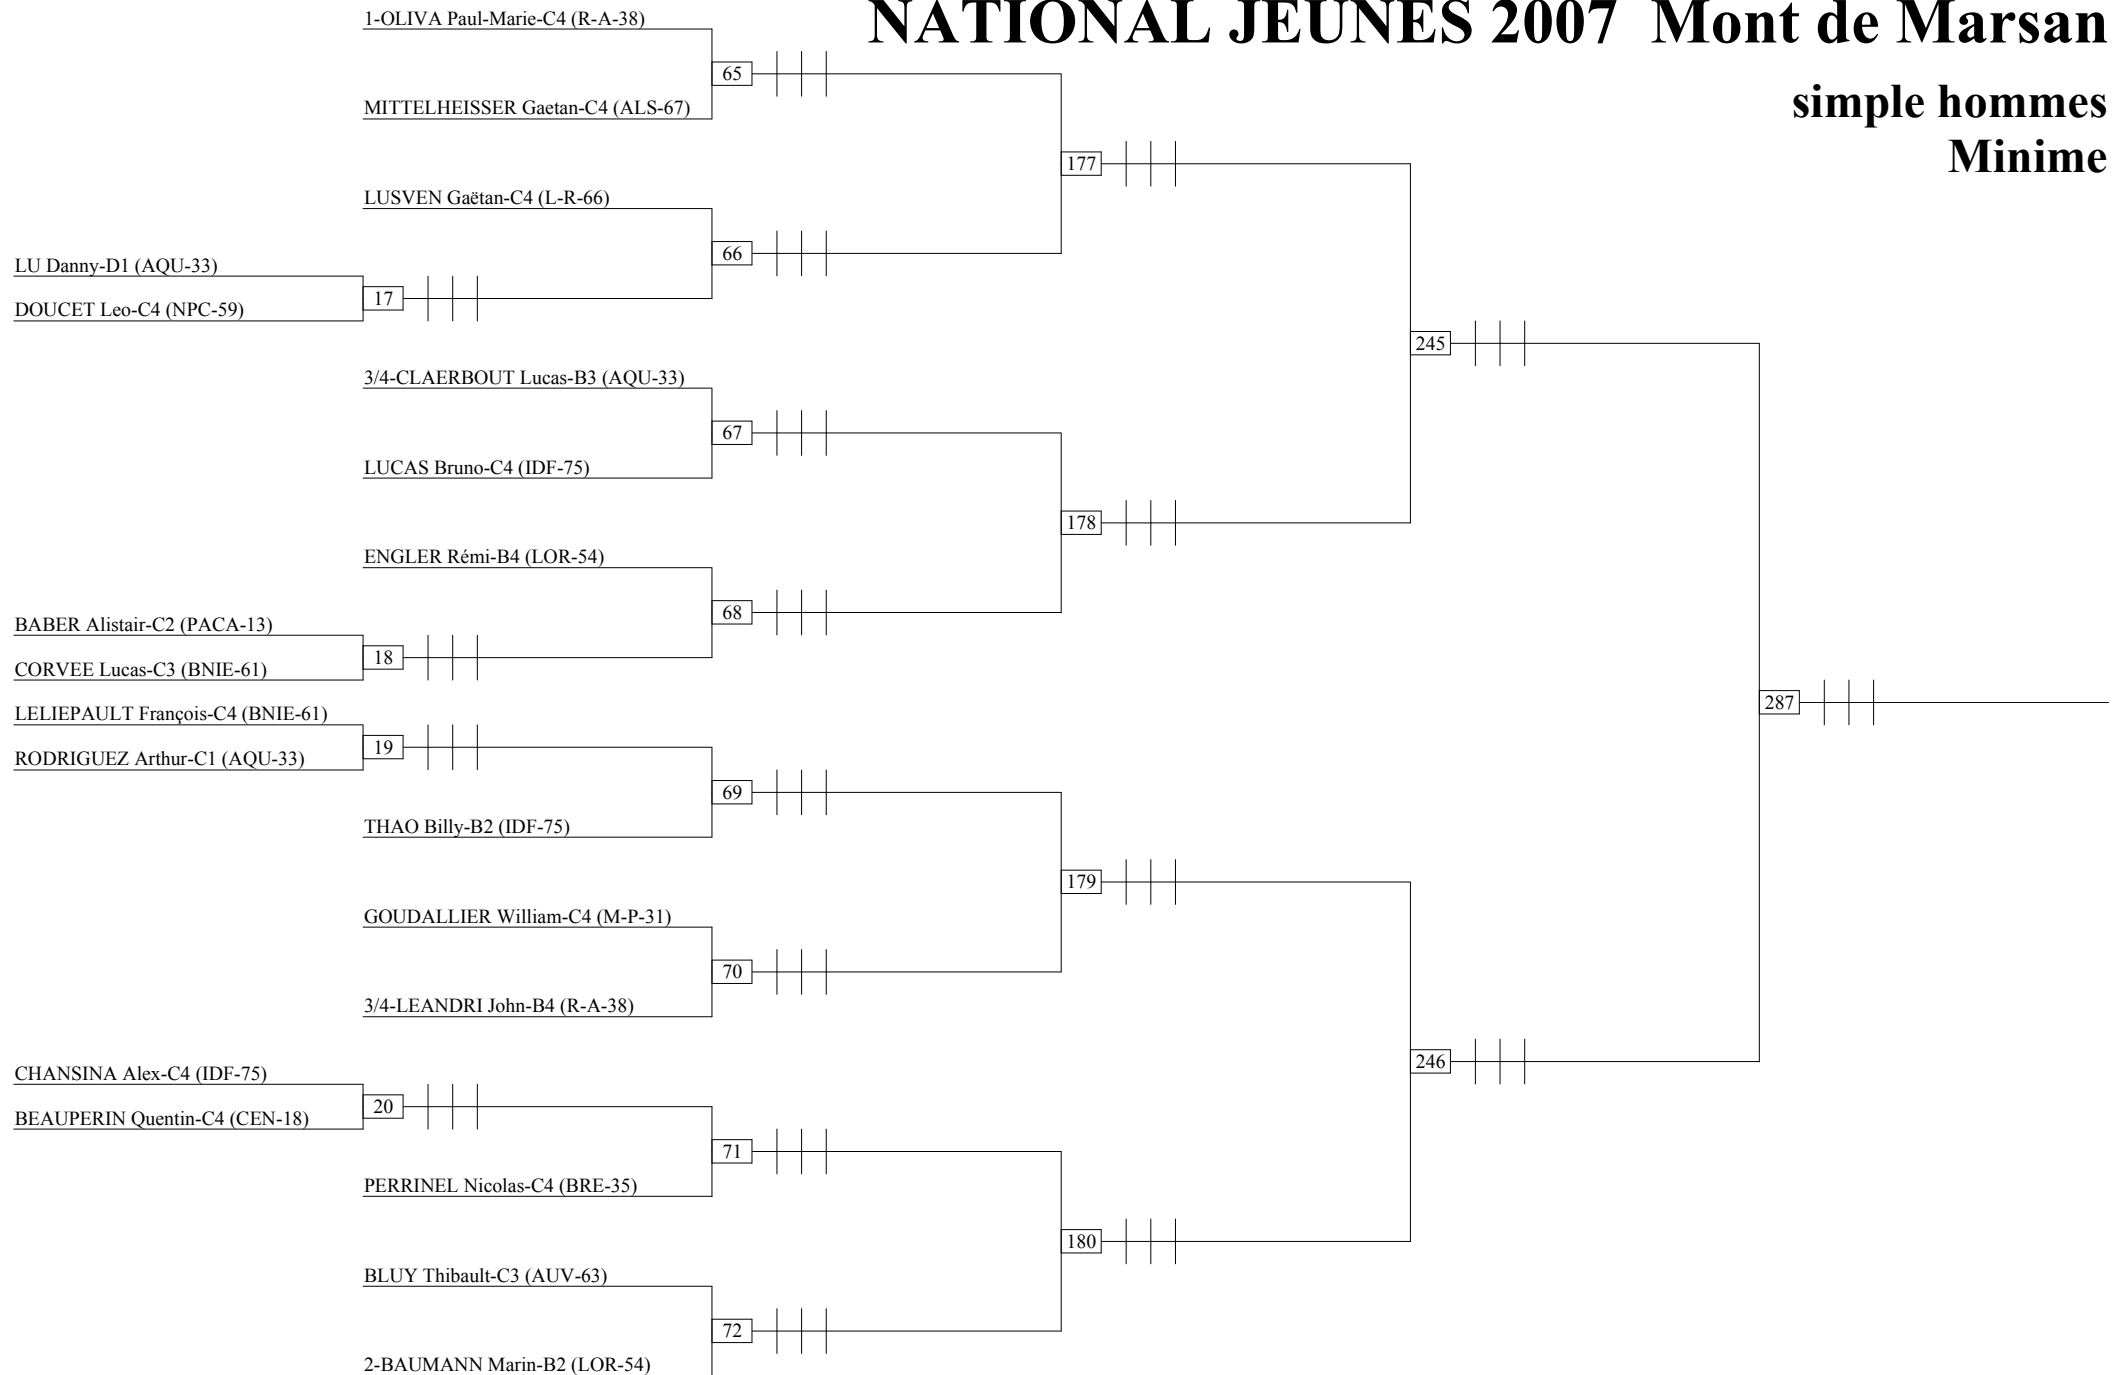 NATIONAL JEUNES 2007 Mont de Marsan
simple hommes
Minime
1-OLIVA Paul-Marie-C4 (R-A-38)
65
MITTELHEISSER Gaetan-C4 (ALS-67)
177
LUSVEN Gaëtan-C4 (L-R-66)
66
LU Danny-D1 (AQU-33)
17
DOUCET Leo-C4 (NPC-59)
245
3/4-CLAERBOUT Lucas-B3 (AQU-33)
67
LUCAS Bruno-C4 (IDF-75)
178
ENGLER Rémi-B4 (LOR-54)
68
BABER Alistair-C2 (PACA-13)
18
CORVEE Lucas-C3 (BNIE-61)
287
LELIEPAULT François-C4 (BNIE-61)
19
RODRIGUEZ Arthur-C1 (AQU-33)
69
THAO Billy-B2 (IDF-75)
179
GOUDALLIER William-C4 (M-P-31)
70
3/4-LEANDRI John-B4 (R-A-38)
246
CHANSINA Alex-C4 (IDF-75)
20
BEAUPERIN Quentin-C4 (CEN-18)
71
PERRINEL Nicolas-C4 (BRE-35)
180
BLUY Thibault-C3 (AUV-63)
72
2-BAUMANN Marin-B2 (LOR-54)